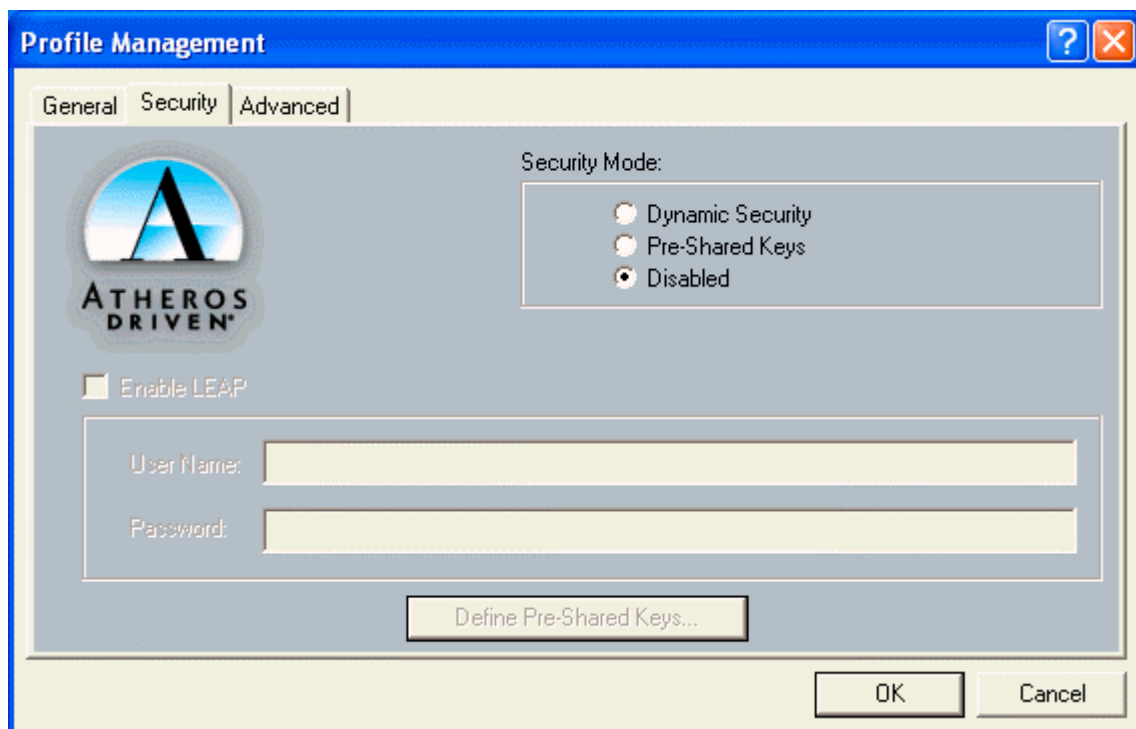 Profile Management
General Security Advanced
Security Mode:
Dynamic Security
Pre-Shared Keys
Disabled
ATHEROS
DRIVEN
Enable LEAP
User Name:
Password:
Define Pre-Shared Keys...
OK Cancel